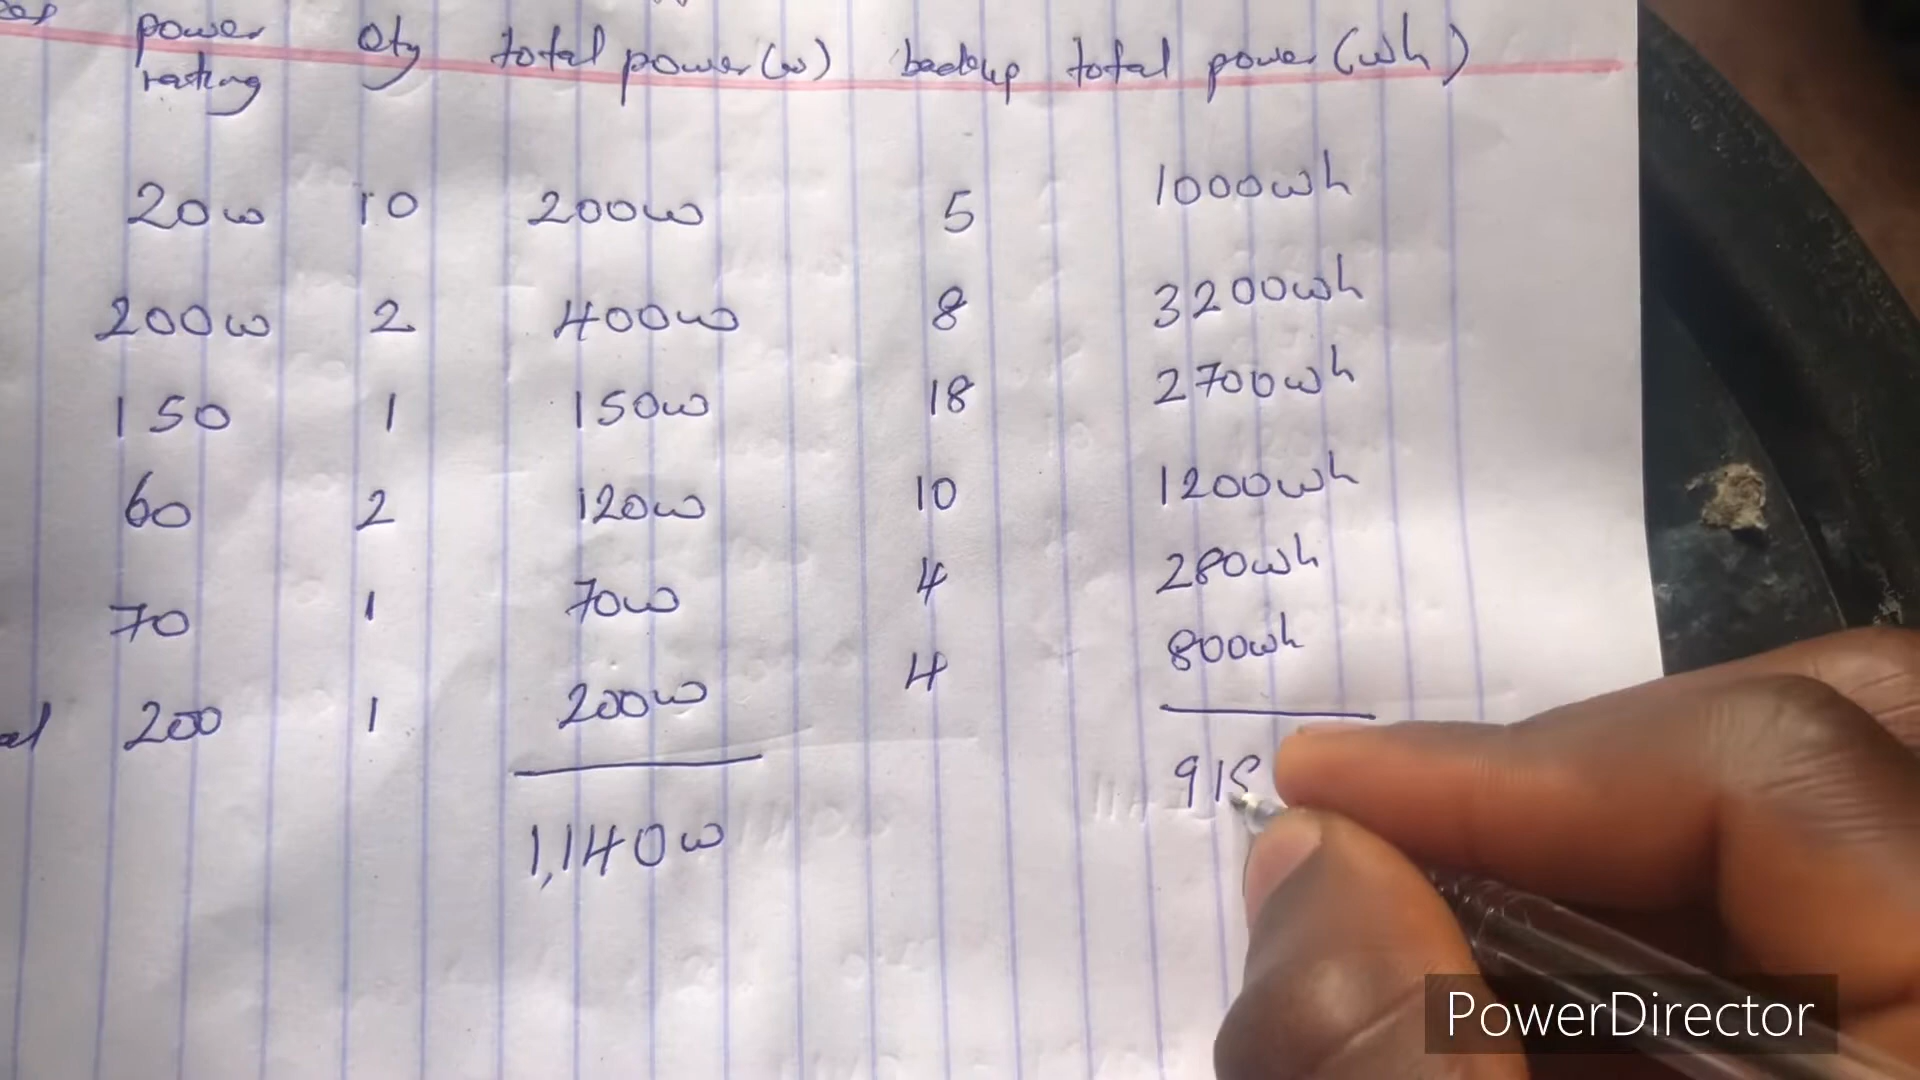 power rating Qty total power(w) backup total power (wh)
20w 10 200w 5 1000wh
200w 2 400w 8 3200wh
150 1 150w 18 2700wh
60 2 120w 10 1200wh
70 1 70w 4 280wh
200 1 200w 4 800wh
1,140w 918
PowerDirector